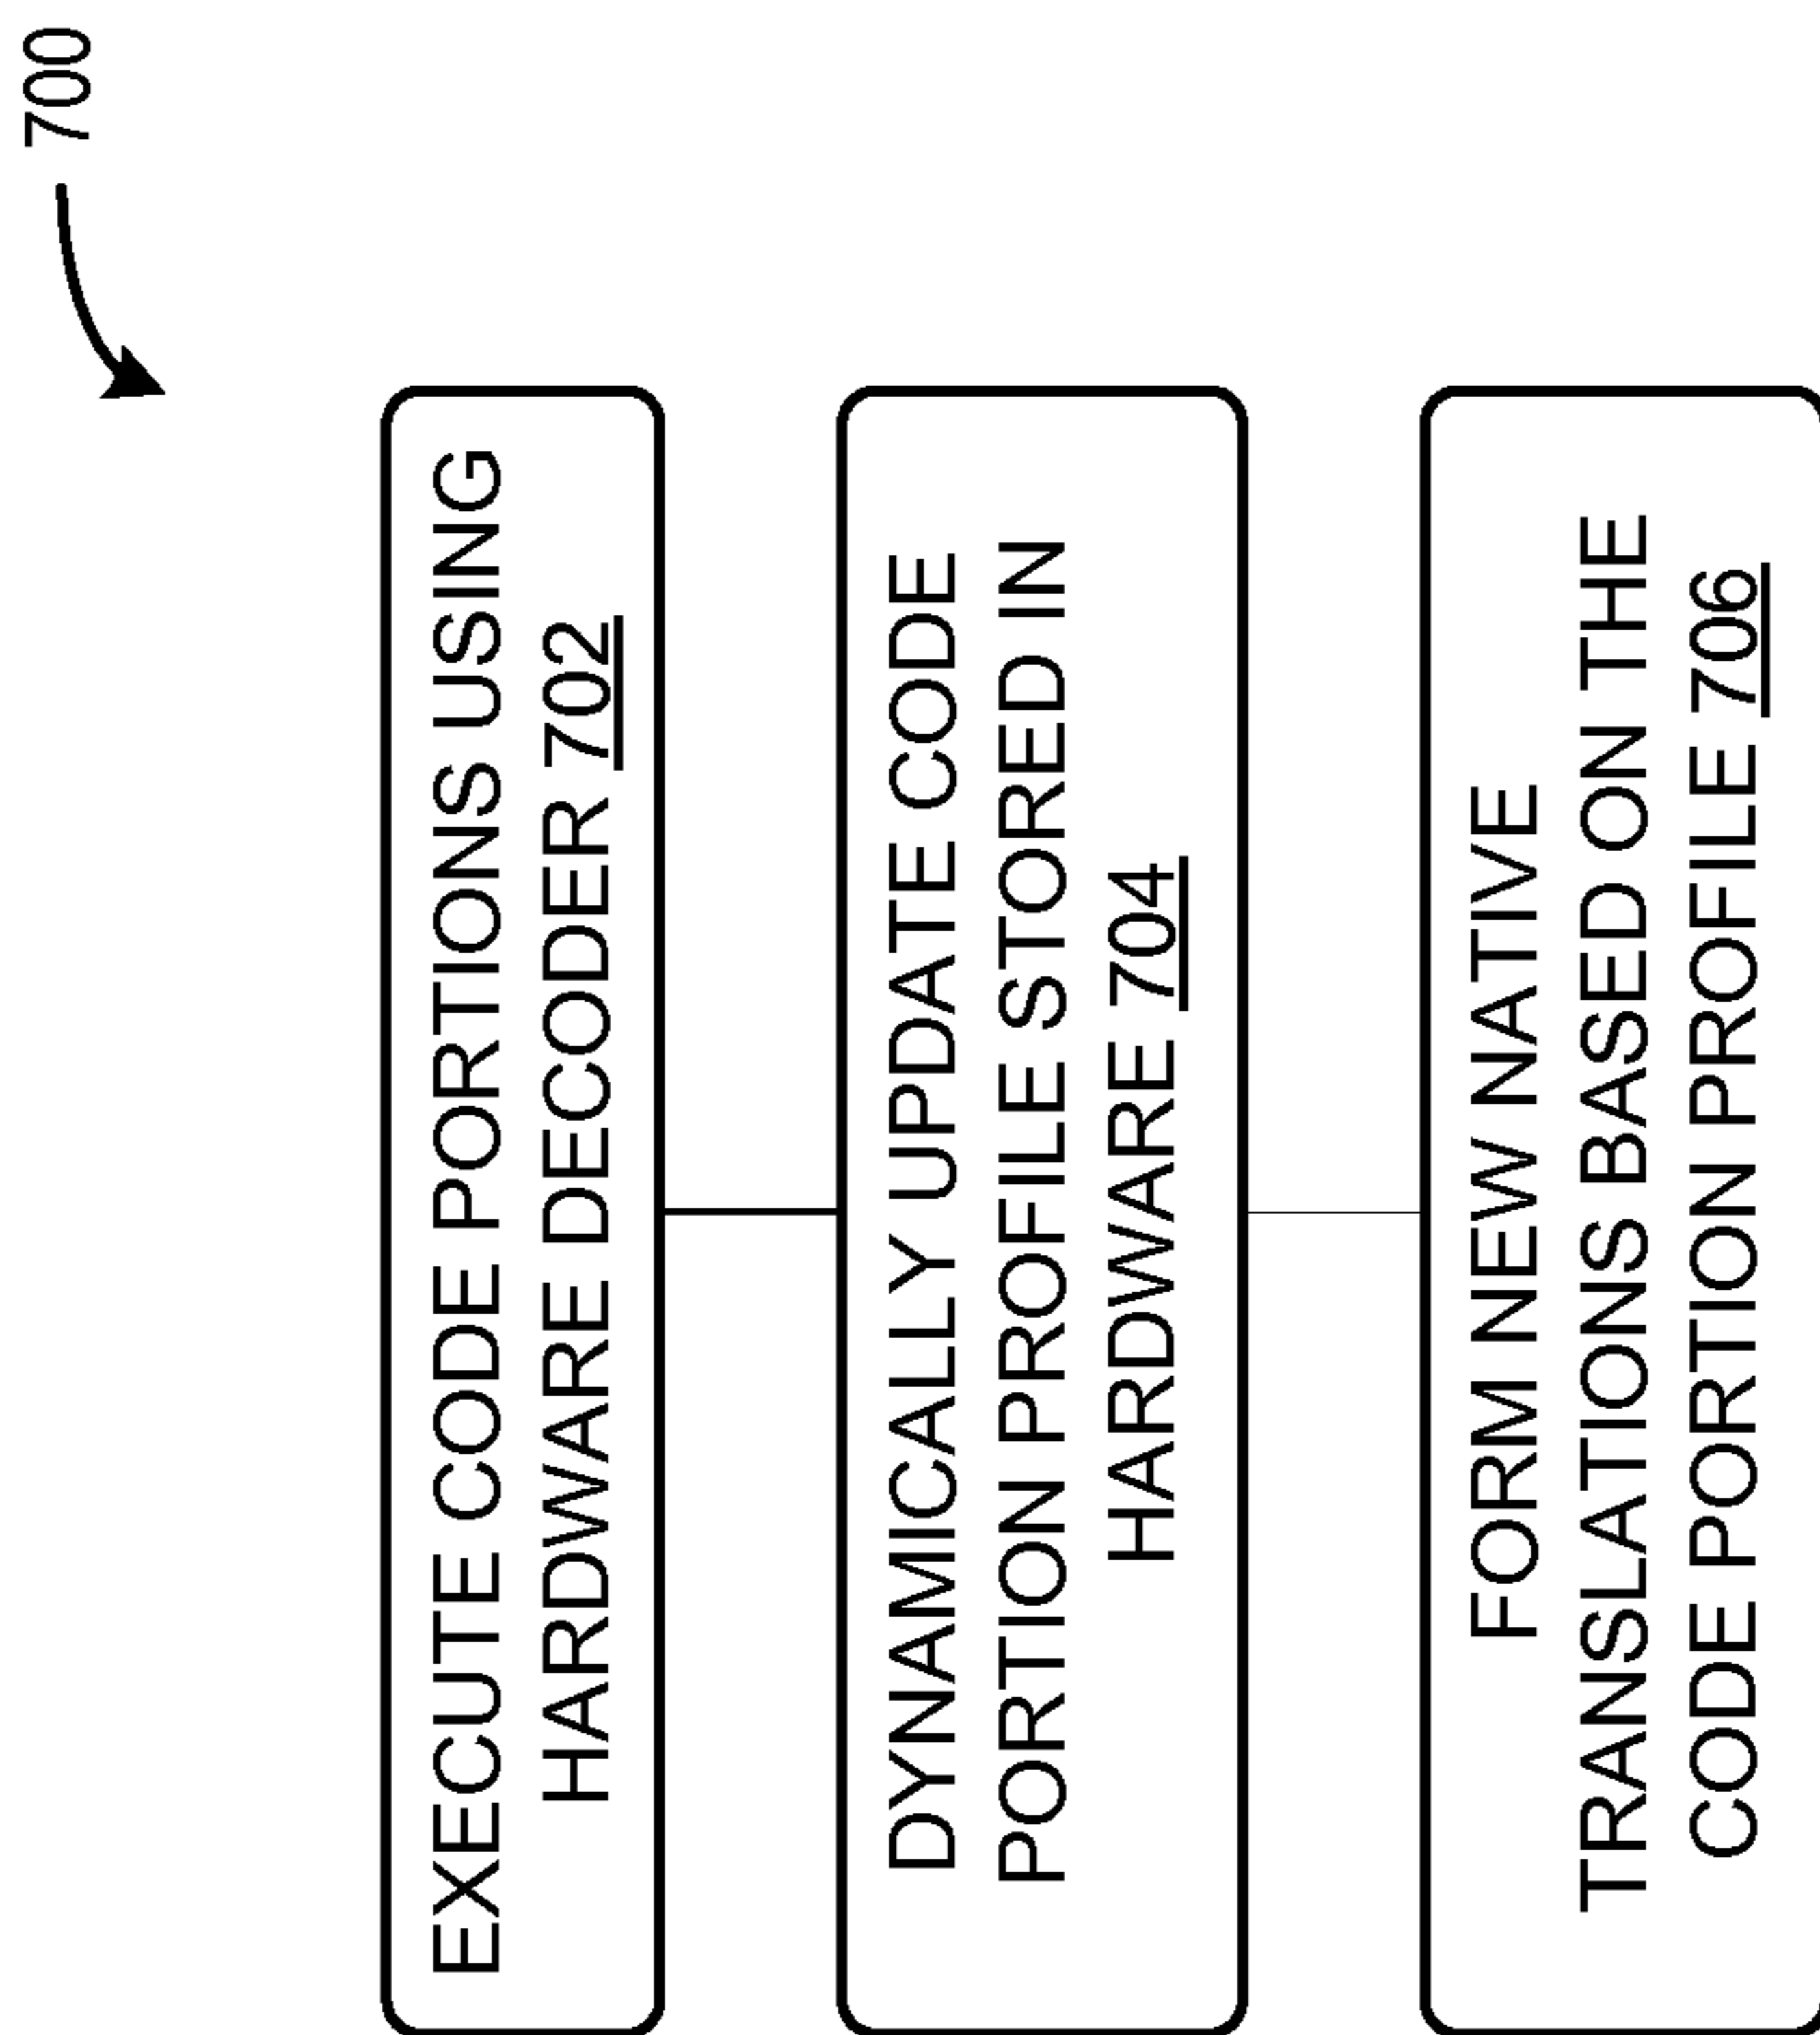 700
EXECUTE CODE PORTIONS USING
HARDWARE DECODER 702
DYNAMICALLY UPDATE CODE
PORTION PROFILE STORED IN
HARDWARE 704
FORM NEW NATIVE
TRANSLATIONS BASED ON THE
CODE PORTION PROFILE 706